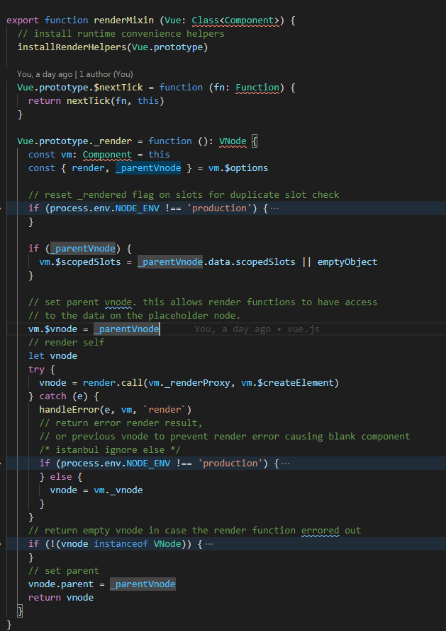 export function renderMixin (Vue: Class<Component>) {
// install runtime convenience helpers
installRenderHelpers(Vue.prototype)
You, a day ago | 1 author (You)
Vue.prototype.$nextTick = function (fn: Function) {
return nextTick(fn, this)
}
Vue.prototype._render = function (): VNode {
const vm: Component = this
const { render, _parentVnode } = vm.$options
// reset _rendered flag on slots for duplicate slot check
if (process.env.NODE_ENV !== 'production') {…
}
if (_parentVnode) {
vm.$scopedSlots = _parentVnode.data.scopedSlots || emptyObject
}
// set parent vnode. this allows render functions to have access
// to the data on the placeholder node.
vm.$vnode = _parentVnode You, a day ago • vue.js
// render self
let vnode
try {
vnode = render.call(vm._renderProxy, vm.$createElement)
} catch (e) {
handleError(e, vm, `render`)
// return error render result,
// or previous vnode to prevent render error causing blank component
/* istanbul ignore else */
if (process.env.NODE_ENV !== 'production') {…
} else {
vnode = vm._vnode
}
}
// return empty vnode in case the render function errored out
if (!(vnode instanceof VNode)) {…
}
// set parent
vnode.parent = _parentVnode
return vnode
}
}